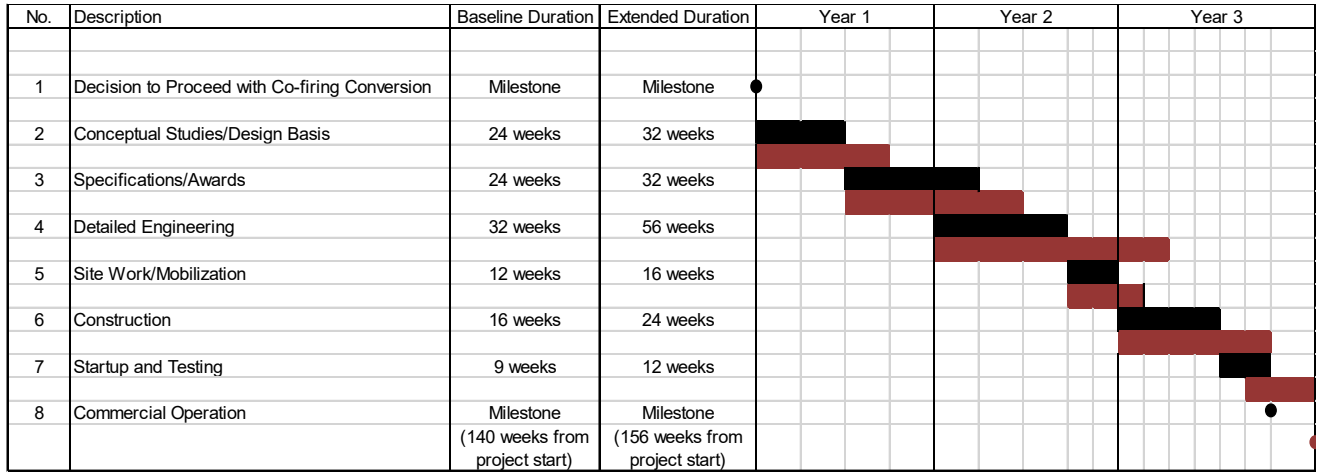 No. Description Baseline Duration Extended Duration Year 1 Year 2 Year 3
1 Decision to Proceed with Co-firing Conversion Milestone Milestone
2 Conceptual Studies/Design Basis 24 weeks 32 weeks
3 Specifications/Awards 24 weeks 32 weeks
4 Detailed Engineering 32 weeks 56 weeks
5 Site Work/Mobilization 12 weeks 16 weeks
6 Construction 16 weeks 24 weeks
7 Startup and Testing 9 weeks 12 weeks
8 Commercial Operation Milestone Milestone
(140 weeks from (156 weeks from
project start) project start)